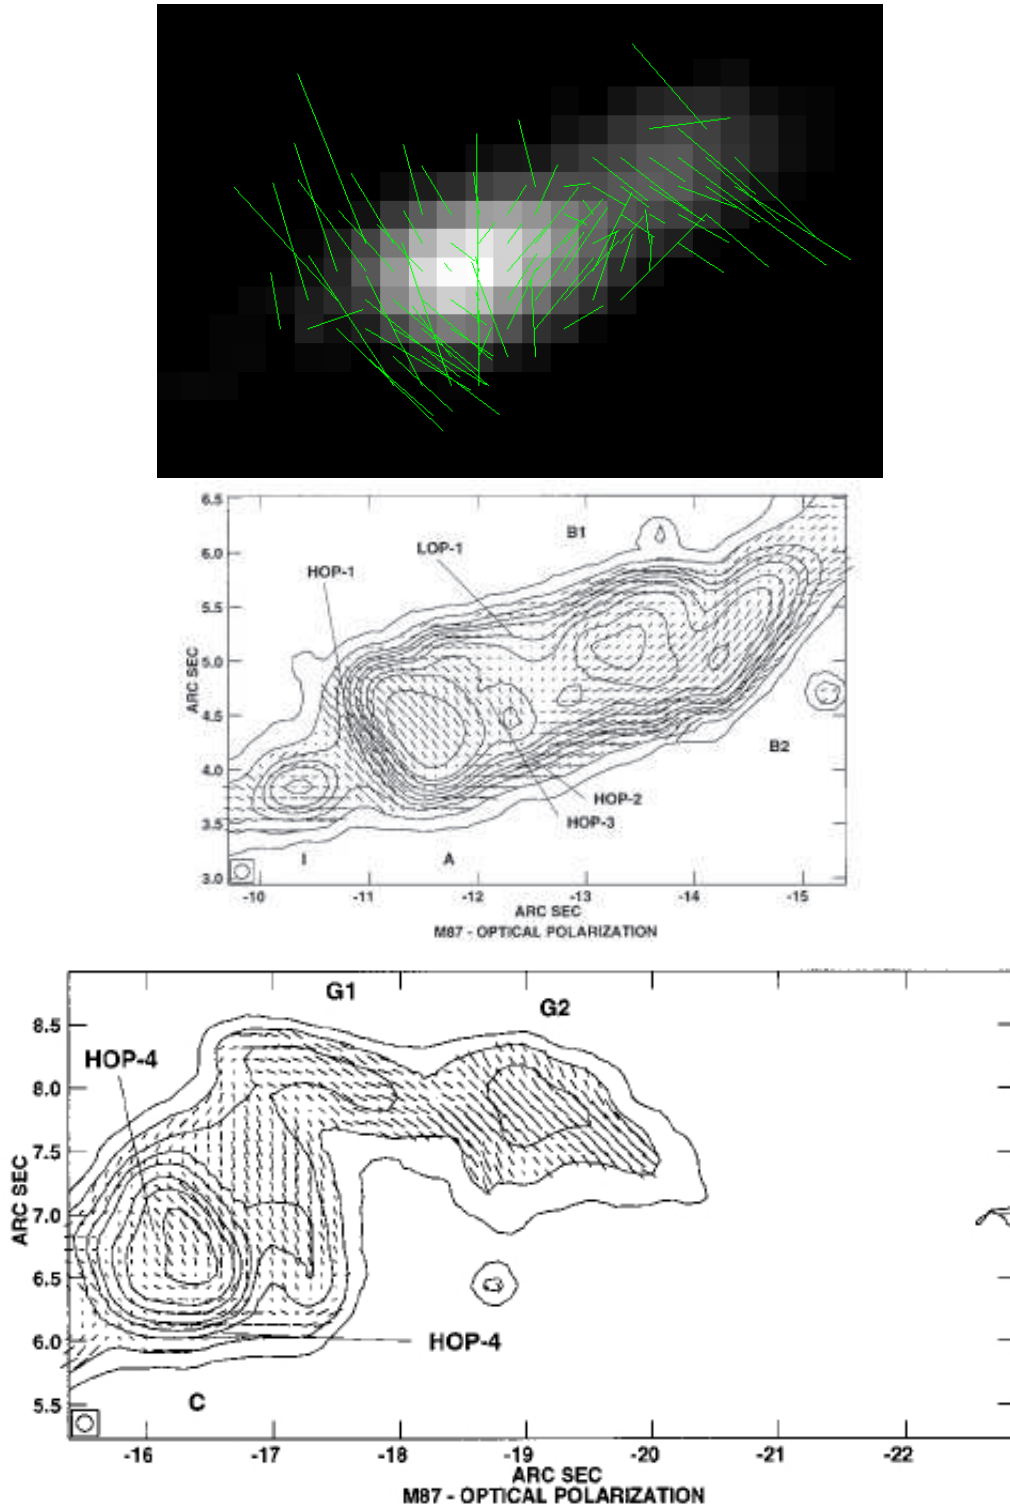 6.5
B1
LOP-1
6.0
HOP-1
5.5
5.0
ARC SEC
4.5
B2
4.0
HOP-2
3.5
HOP-3
I
A
3.0
-10
-11
-12
-13
-14
-15
ARC SEC
M87 - OPTICAL POLARIZATION
G1
G2
8.5
HOP-4
8.0
7.5
ARC SEC
7.0
6.5
6.0
HOP-4
C
5.5
-16
-17
-18
-19
-20
-21
-22
ARC SEC
M87 - OPTICAL POLARIZATION